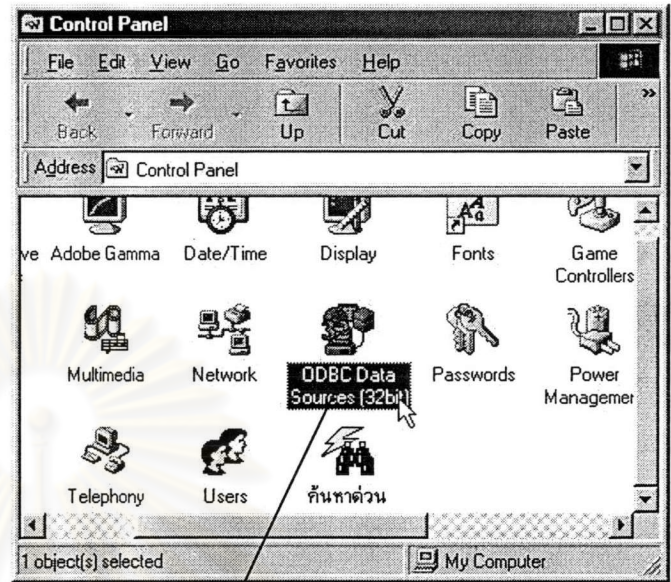 Control Panel
File Edit View Go Favorites Help
Back Forward Up Cut Copy Paste »
Address Control Panel
ve Adobe Gamma Date/Time Display Fonts Game
Controllers
Multimedia Network ODBC Data Passwords Power
Sources (32bit) Managemer
Telephony Users ค้นหาด่วน
1 object(s) selected My Computer